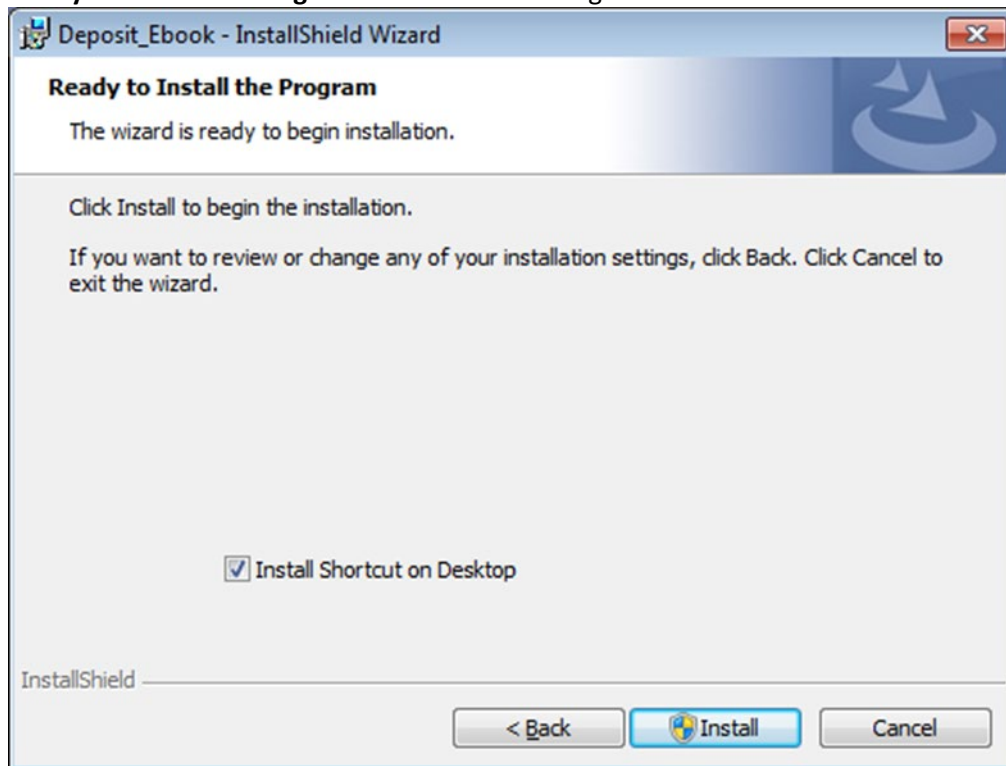 Deposit_Ebook - InstallShield Wizard
Ready to Install the Program
The wizard is ready to begin installation.
Click Install to begin the installation.
If you want to review or change any of your installation settings, click Back. Click Cancel to
exit the wizard.
Install Shortcut on Desktop
InstallShield
< Back
Install
Cancel